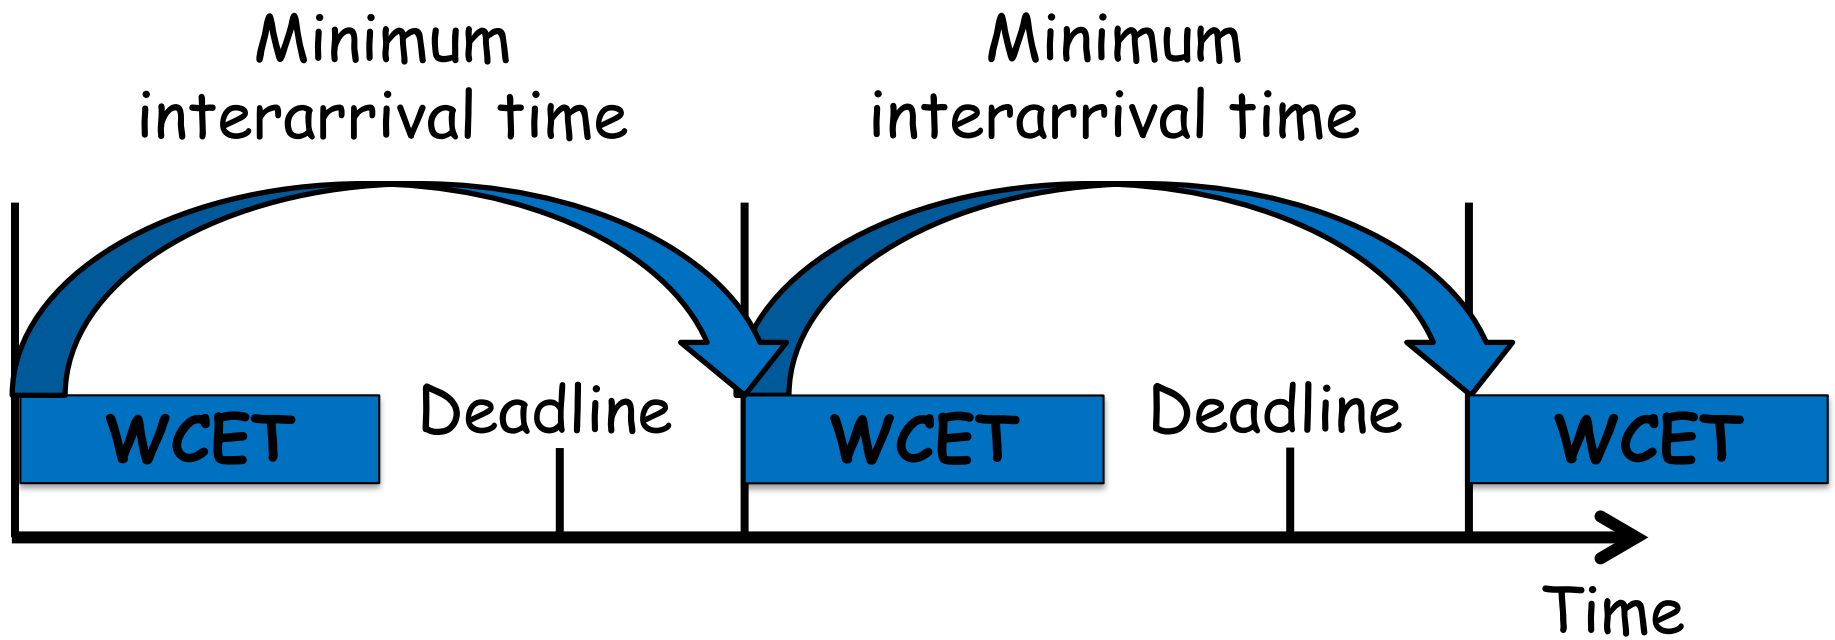 Minimum
interarrival time
Minimum
interarrival time
WCET
Deadline
WCET
Deadline
WCET
Time